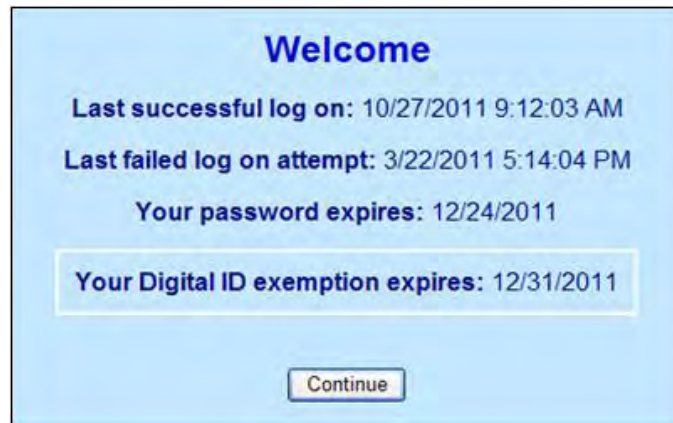 Welcome
Last successful log on: 10/27/2011 9:12:03 AM
Last failed log on attempt: 3/22/2011 5:14:04 PM
Your password expires: 12/24/2011
Your Digital ID exemption expires: 12/31/2011
Continue